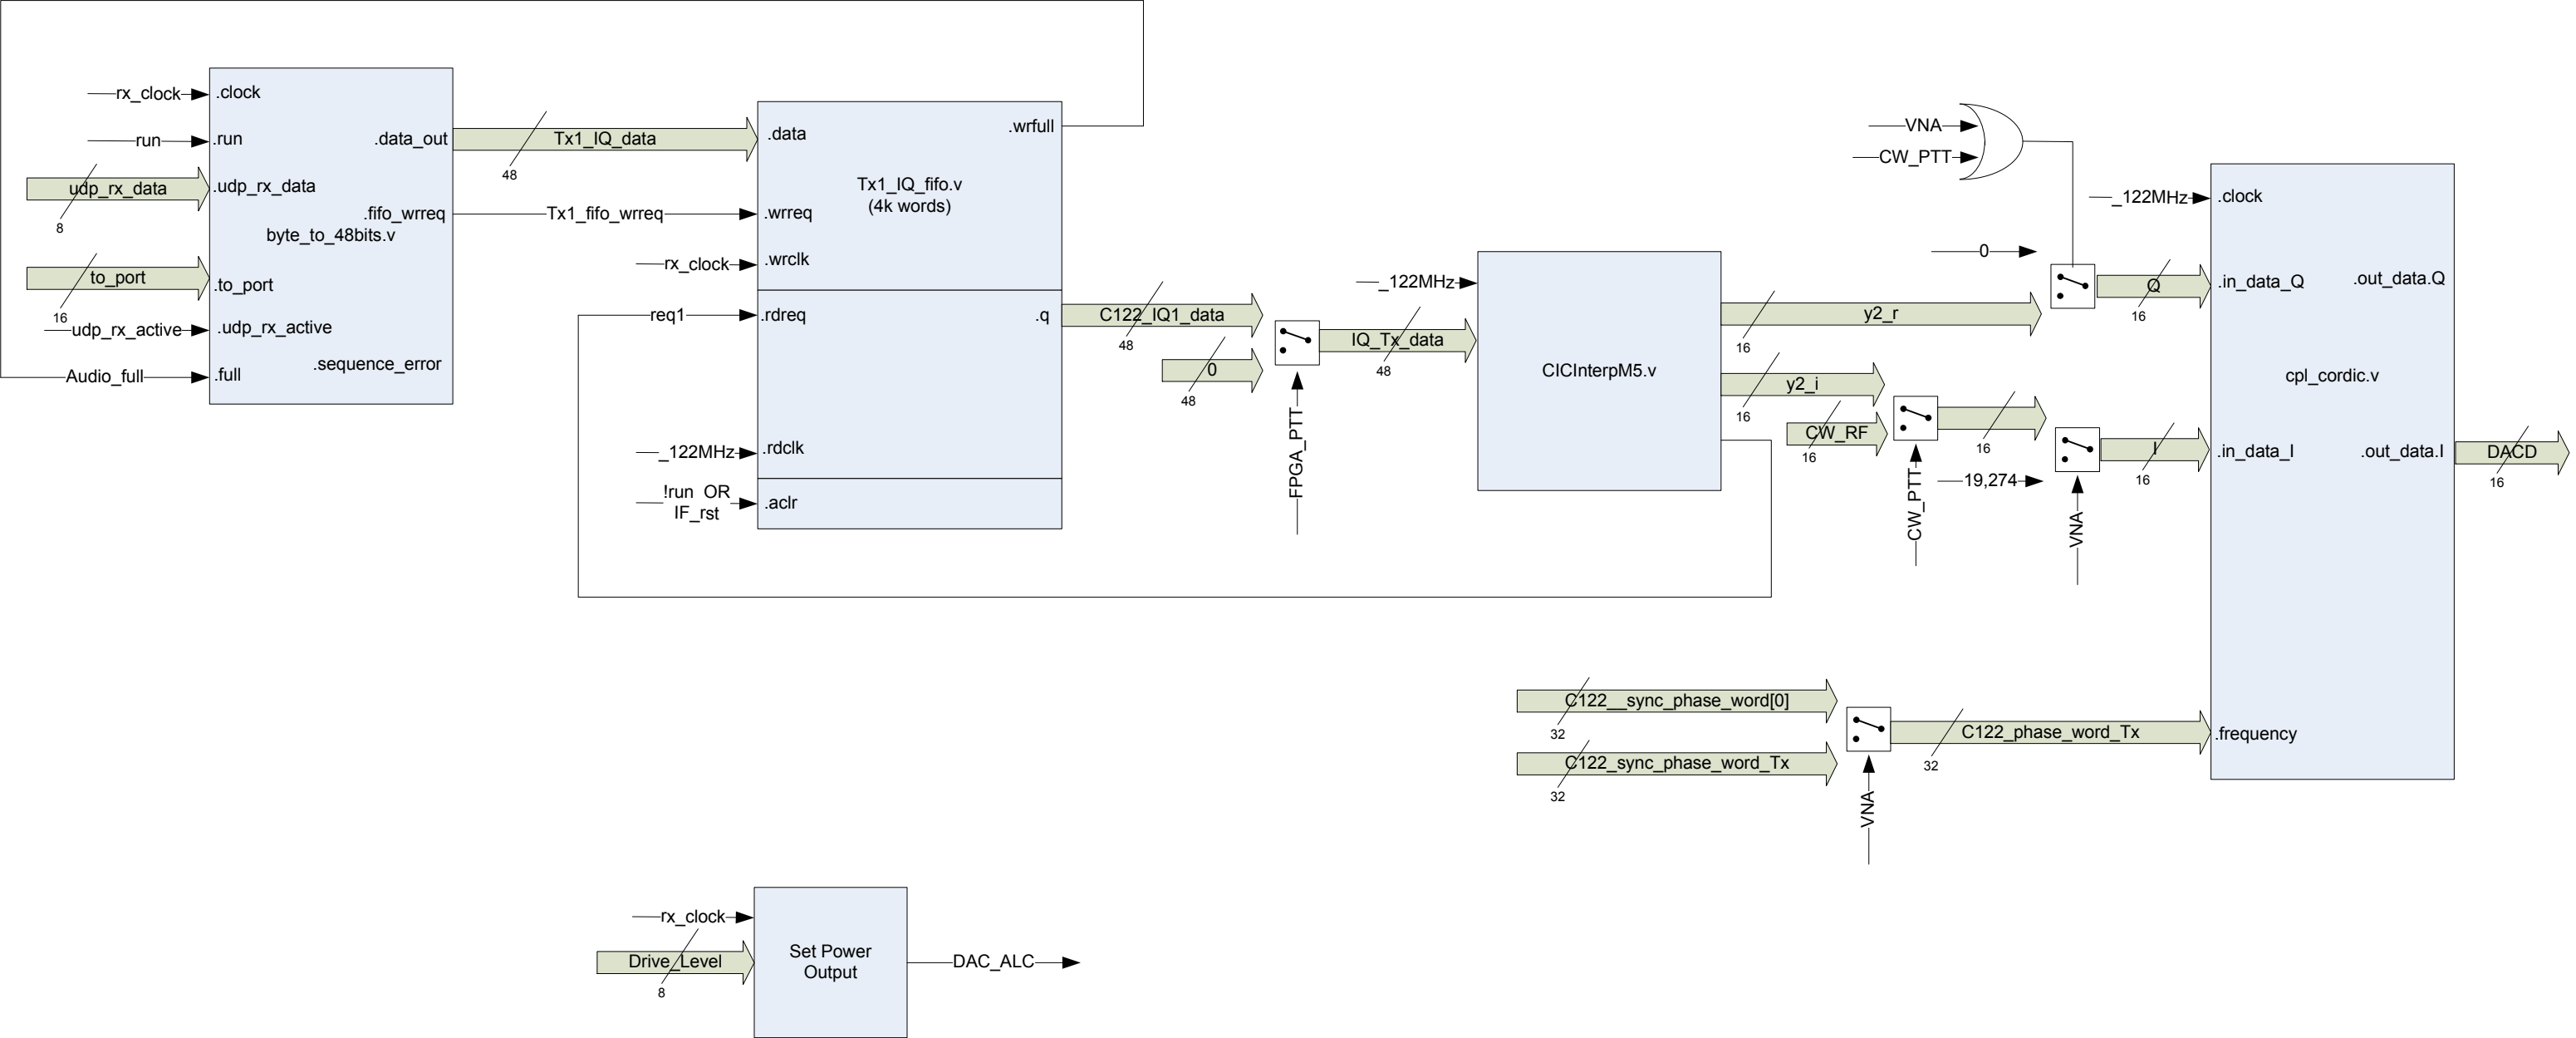 rx_clock
.clock
run
.run
.data_out
udp_rx_data
8
.udp_rx_data
.fifo_wrreq
byte_to_48bits.v
to_port
16
.to_port
udp_rx_active
.udp_rx_active
.sequence_error
Audio_full
.full
Tx1_IQ_data
48
Tx1_fifo_wrreq
.data
.wrfull
Tx1_IQ_fifo.v
(4k words)
.wrreq
rx_clock
.wrclk
req1
.rdreq
.q
_122MHz
.rdclk
!run OR
IF_rst
.aclr
C122_IQ1_data
48
0
48
FPGA_PTT
IQ_Tx_data
48
_122MHz
CICInterpM5.v
y2_r
16
y2_i
16
CW_RF
16
CW_PTT
16
19,274
VNA
VNA
CW_PTT
0
Q
16
I
16
_122MHz
.clock
.in_data_Q
.out_data.Q
cpl_cordic.v
.in_data_I
.out_data.I
DACD
16
C122__sync_phase_word[0]
32
C122_sync_phase_word_Tx
32
VNA
C122_phase_word_Tx
32
.frequency
rx_clock
Drive_Level
8
Set Power
Output
DAC_ALC